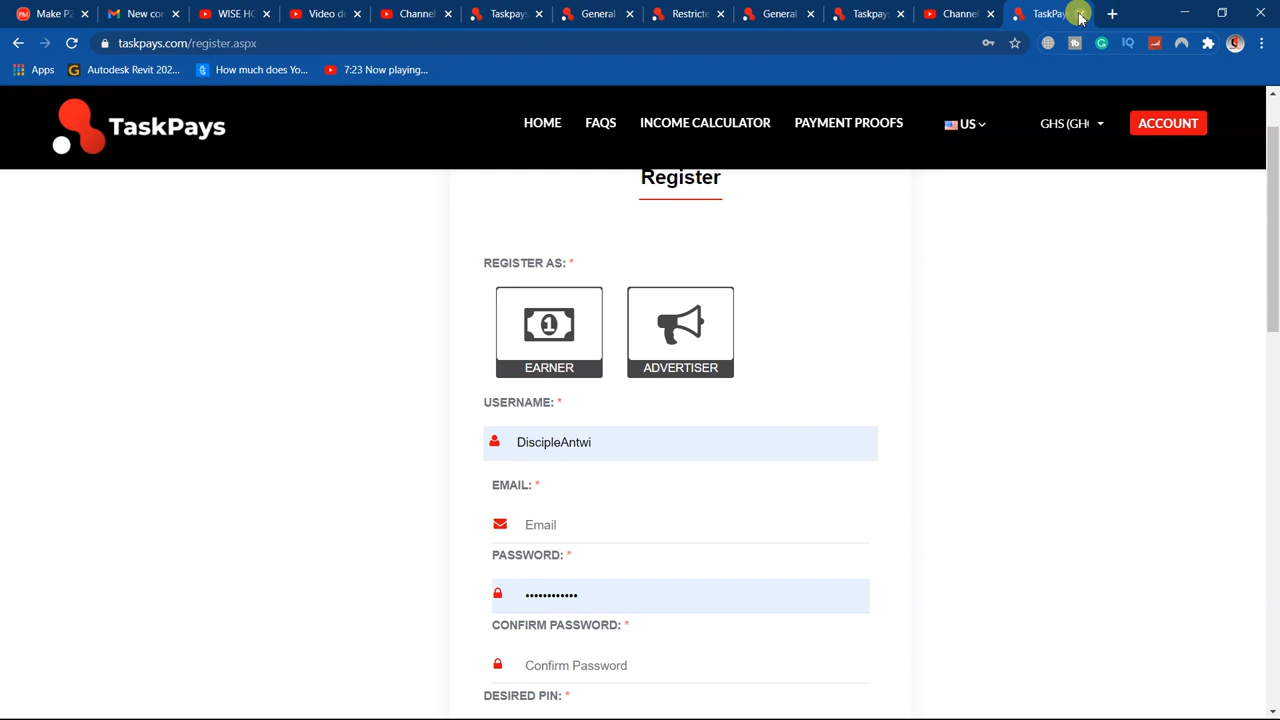 Make P2
New co
WISE HO
Video d
Channel
Taskpays
General
Restricte
General
Taskpay
Channel
TaskPay
taskpays.com/register.aspx
Apps
Autodesk Revit 202...
How much does Yo...
7:23 Now playing...
TaskPays
HOME
FAQS
INCOME CALCULATOR
PAYMENT PROOFS
US
GHS (GH
ACCOUNT
Register
REGISTER AS: *
EARNER
ADVERTISER
USERNAME: *
DiscipleAntwi
EMAIL: *
Email
PASSWORD: *
••••••••••••
CONFIRM PASSWORD: *
Confirm Password
DESIRED PIN: *